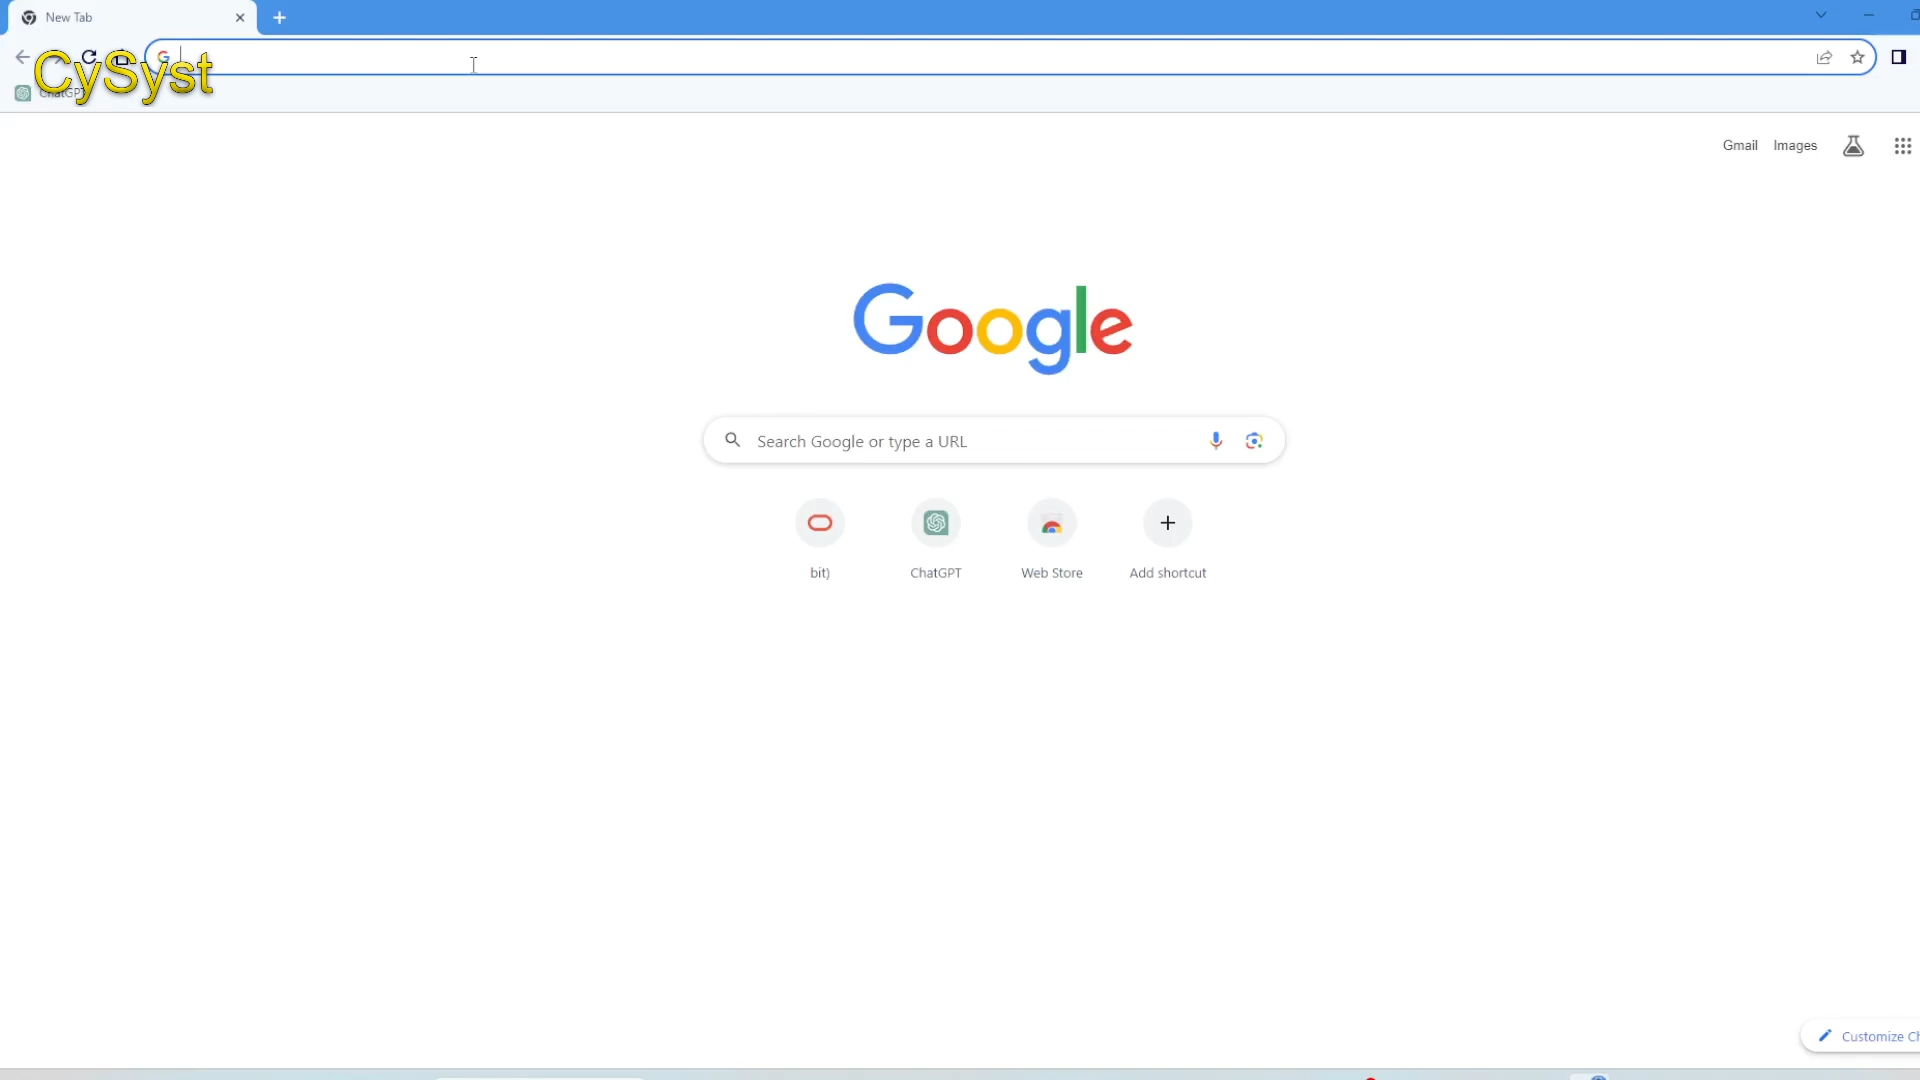 New Tab
CySyst
ChatGPT
Gmail Images
Google
Search Google or type a URL
bit) ChatGPT Web Store Add shortcut
Customize Ch